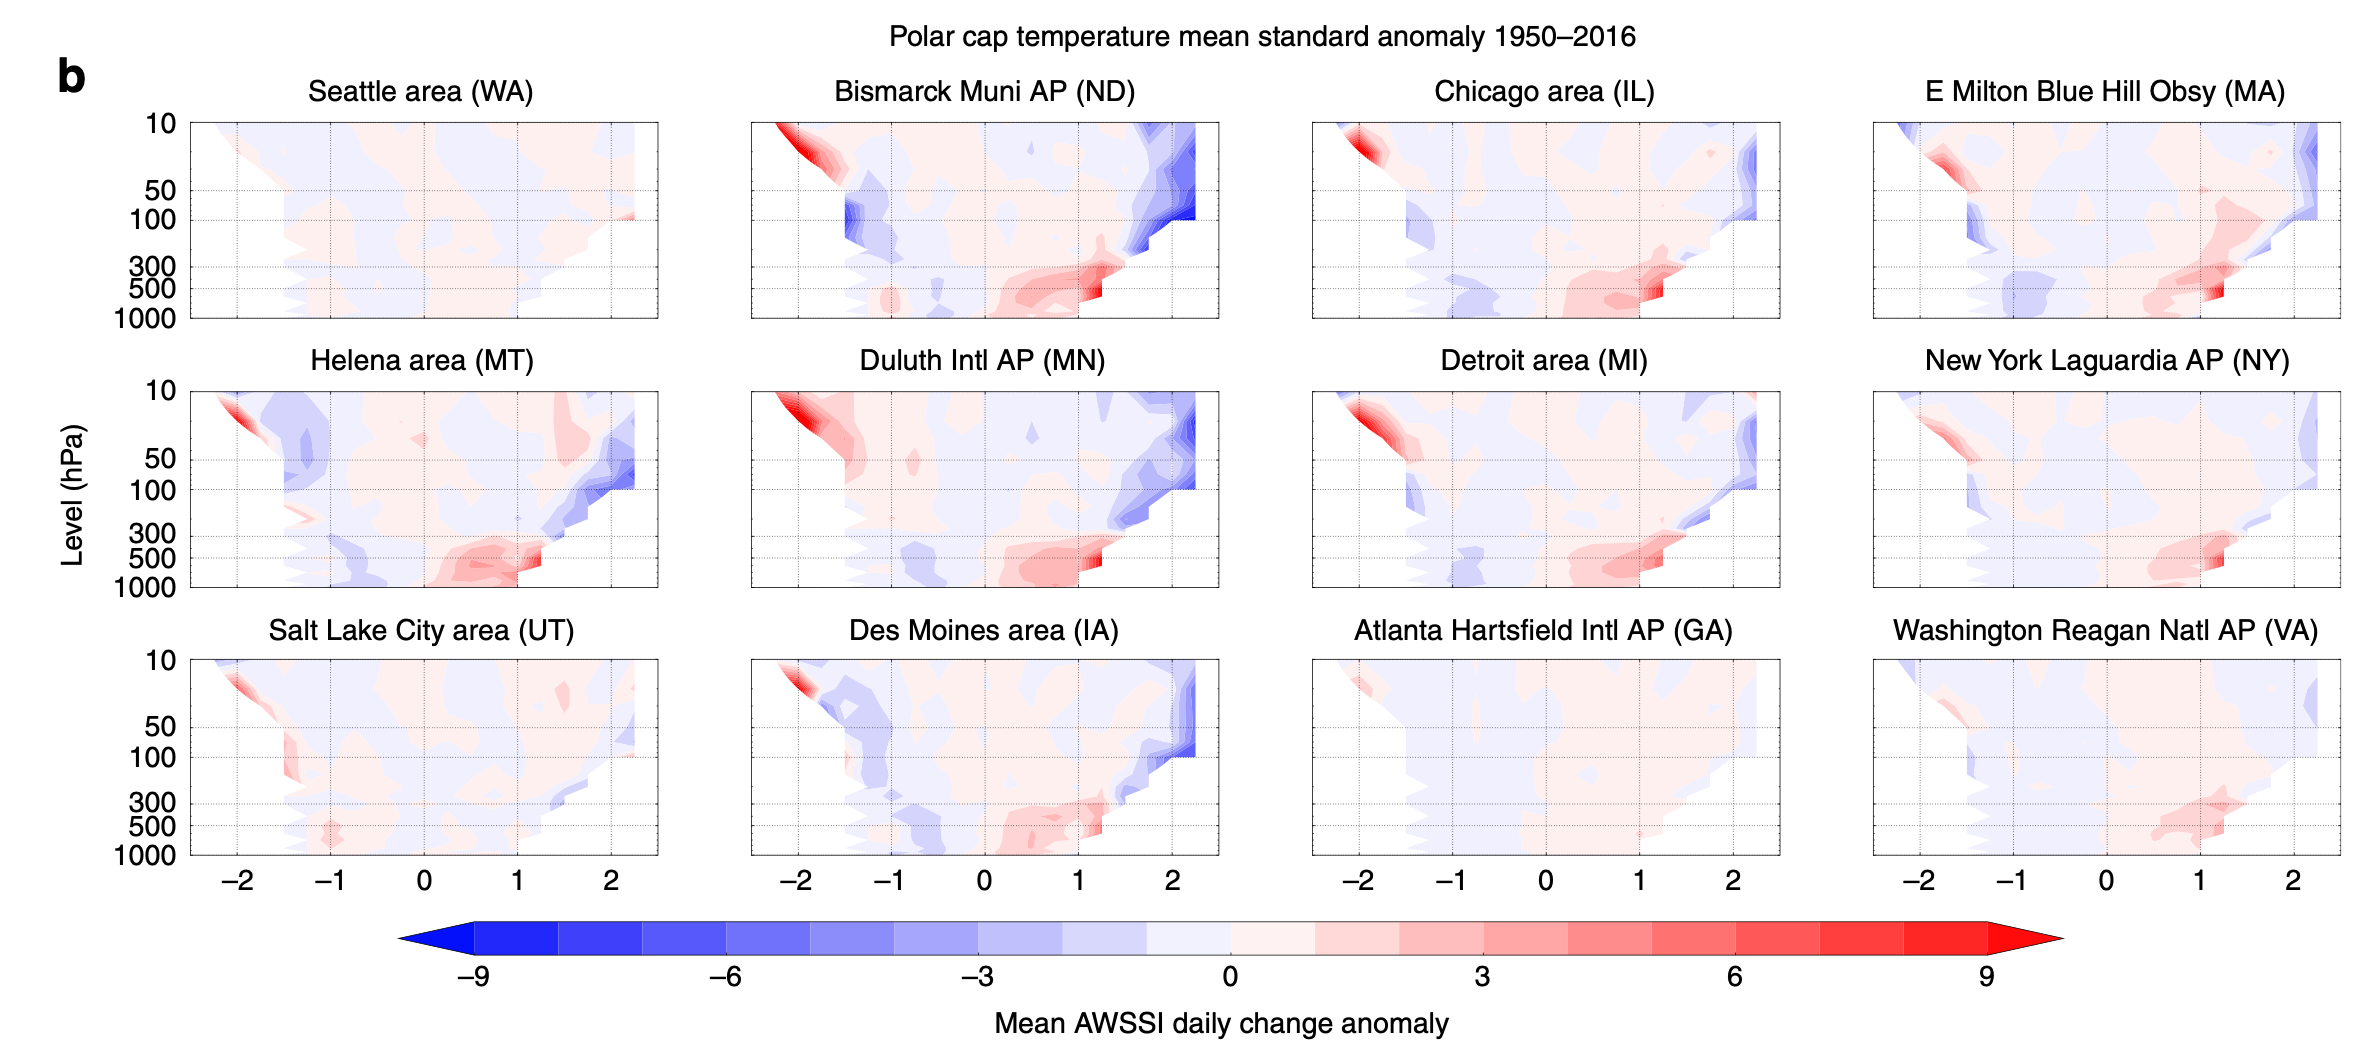 Polar cap temperature mean standard anomaly 1950–2016
b
Seattle area (WA) Bismarck Muni AP (ND) Chicago area (IL) E Milton Blue Hill Obsy (MA)
10
50
100
300
500
1000
Helena area (MT) Duluth Intl AP (MN) Detroit area (MI) New York Laguardia AP (NY)
Level (hPa)
10
50
100
300
500
1000
Salt Lake City area (UT) Des Moines area (IA) Atlanta Hartsfield Intl AP (GA) Washington Reagan Natl AP (VA)
10
50
100
300
500
1000
–2 –1 0 1 2 –2 –1 0 1 2 –2 –1 0 1 2 –2 –1 0 1 2
–9 –6 –3 0 3 6 9
Mean AWSSI daily change anomaly